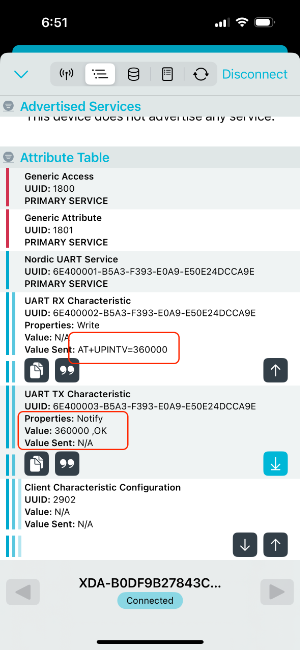 6:51
Disconnect
Advertised Services
This device does not advertise any service.
Attribute Table
Generic Access
UUID: 1800
PRIMARY SERVICE
Generic Attribute
UUID: 1801
PRIMARY SERVICE
Nordic UART Service
UUID: 6E400001-B5A3-F393-E0A9-E50E24DCCA9E
PRIMARY SERVICE
UART RX Characteristic
UUID: 6E400002-B5A3-F393-E0A9-E50E24DCCA9E
Properties: Write
Value: N/A
Value Sent: AT+UPINTV=360000
UART TX Characteristic
UUID: 6E400003-B5A3-F393-E0A9-E50E24DCCA9E
Properties: Notify
Value: 360000 ,OK
Value Sent: N/A
Client Characteristic Configuration
UUID: 2902
Value: N/A
Value Sent: N/A
XDA-B0DF9B27843C...
Connected